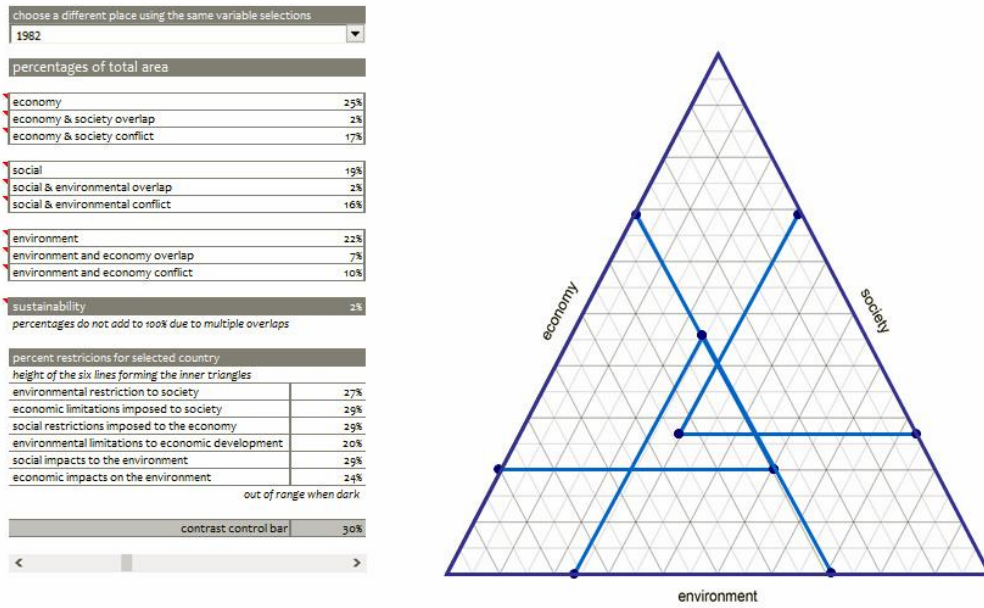 choose a different place using the same variable selections
1982
percentages of total area
economy 25%
economy & society overlap 2%
economy & society conflict 17%
social 19%
social & environmental overlap 2%
social & environmental conflict 16%
environment 22%
environment and economy overlap 7%
environment and economy conflict 10%
sustainability 2%
percentages do not add to 100% due to multiple overlaps
percent restricions for selected country
height of the six lines forming the inner triangles
environmental restriction to society 27%
economic limitations imposed to society 29%
social restrictions imposed to the economy 29%
environmental limitations to economic development 20%
social impacts to the environment 29%
economic impacts on the environment 24%
out of range when dark
contrast control bar 30%
economy
society
environment